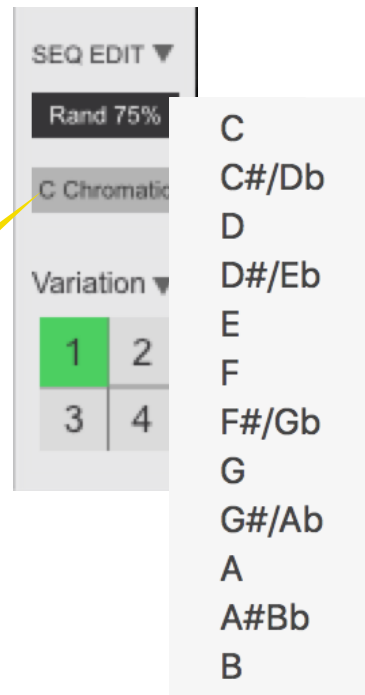 SEQ EDIT ▼
Rand 75%
C Chromatic
Variation ▼
1 2
3 4
C
C#/Db
D
D#/Eb
E
F
F#/Gb
G
G#/Ab
A
A#Bb
B